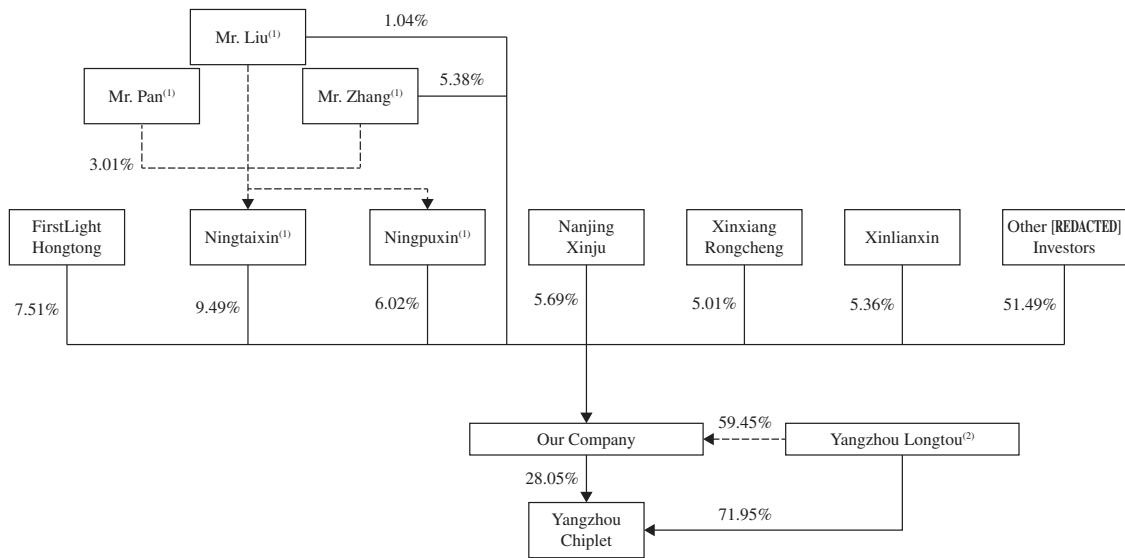 1.04%
Mr. Liu(1)
5.38%
Mr. Pan(1)
Mr. Zhang(1)
3.01%
FirstLight
Hongtong
Ningtaixin(1)
Ningpuxin(1)
Nanjing
Xinju
Xinxiang
Rongcheng
Xinlianxin
Other [REDACTED]
Investors
7.51%
9.49%
6.02%
5.69%
5.01%
5.36%
51.49%
Our Company
59.45%
Yangzhou Longtou(2)
28.05%
Yangzhou
Chiplet
71.95%